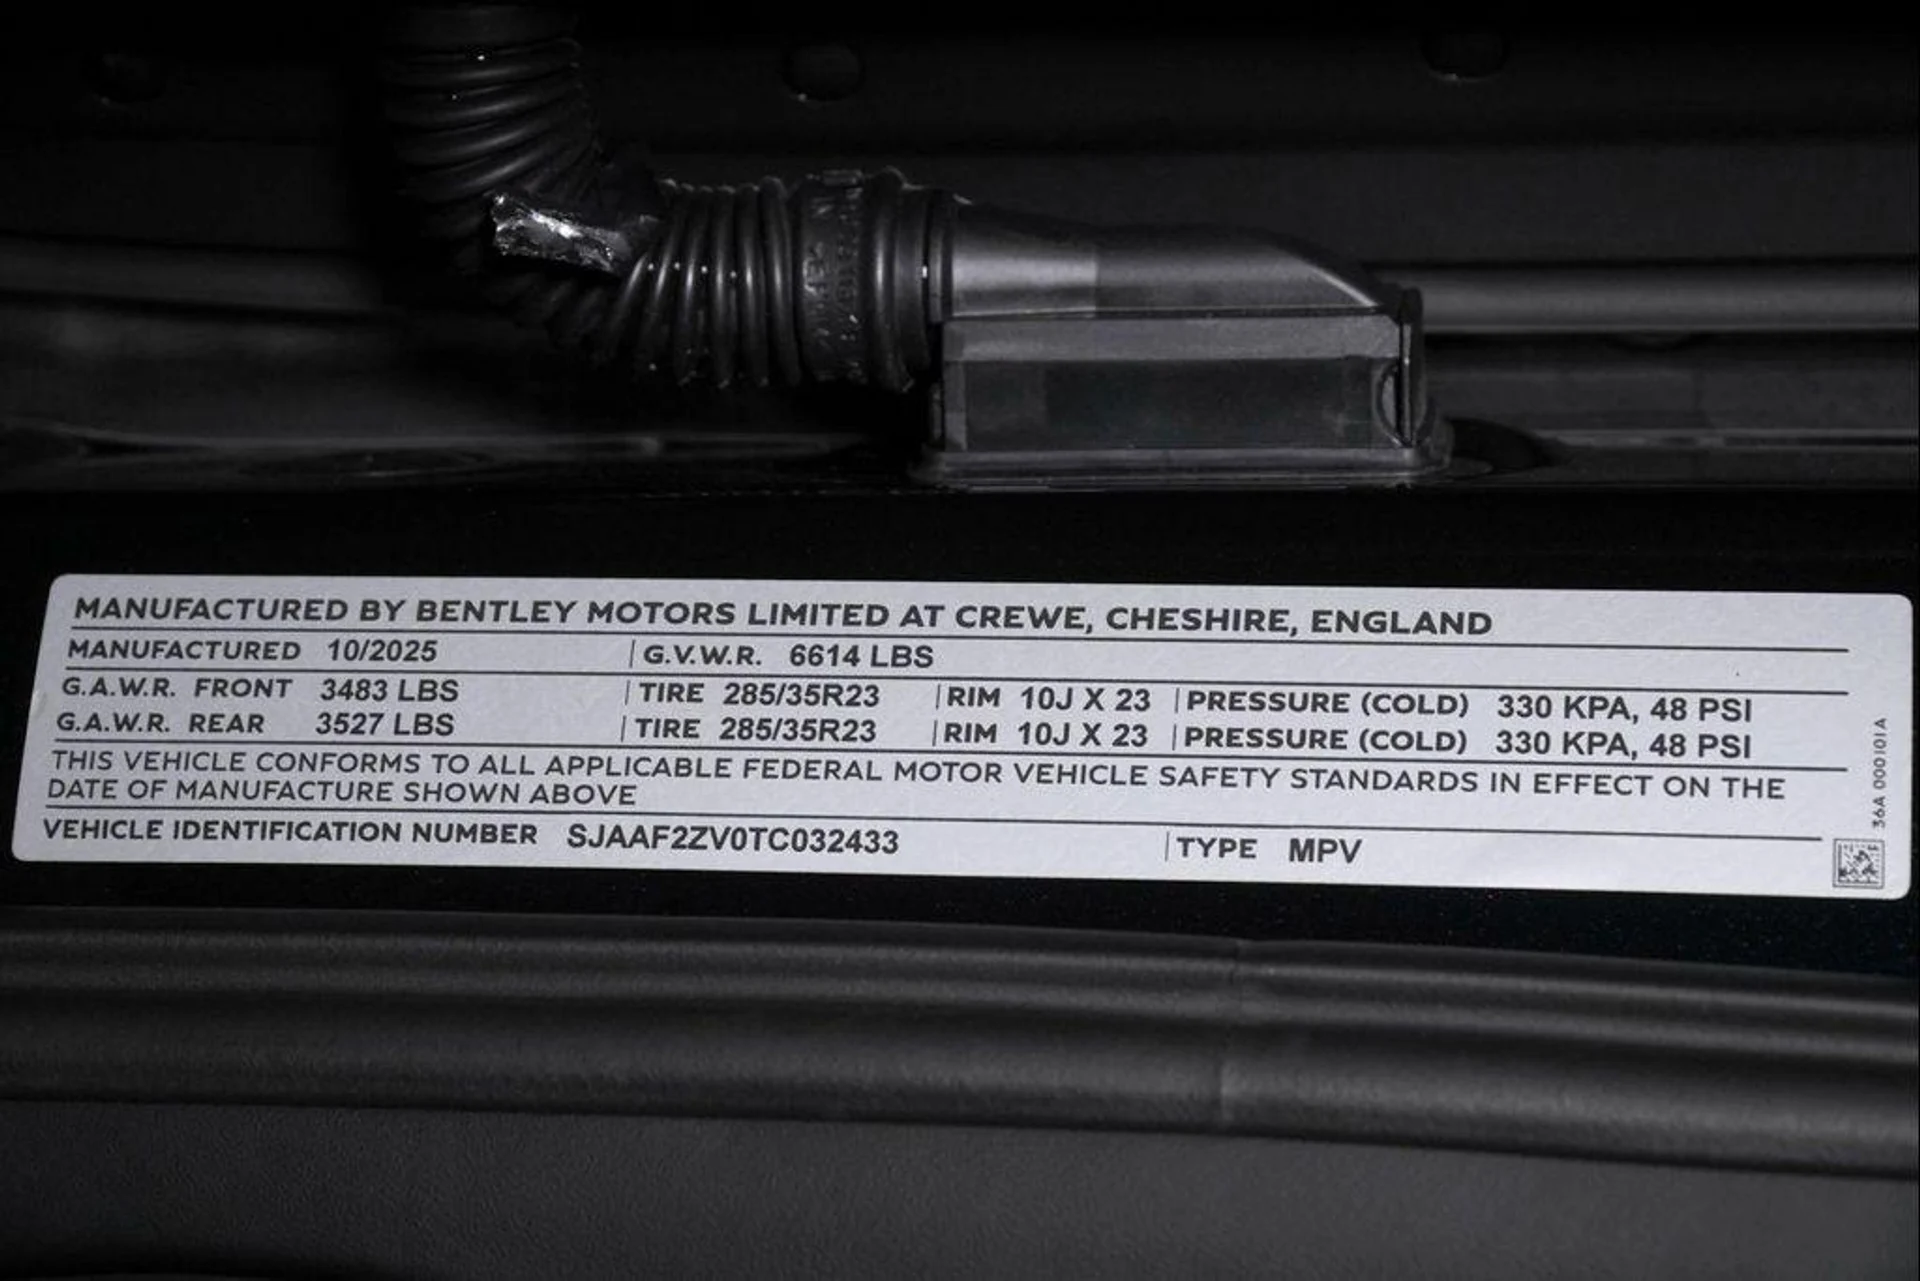 MANUFACTURED BY BENTLEY MOTORS LIMITED AT CREWE, CHESHIRE, ENGLAND
MANUFACTURED 10/2025 | G.V.W.R. 6614 LBS
G.A.W.R. FRONT 3483 LBS | TIRE 285/35R23 | RIM 10J X 23 | PRESSURE (COLD) 330 KPA, 48 PSI
G.A.W.R. REAR 3527 LBS | TIRE 285/35R23 | RIM 10J X 23 | PRESSURE (COLD) 330 KPA, 48 PSI
THIS VEHICLE CONFORMS TO ALL APPLICABLE FEDERAL MOTOR VEHICLE SAFETY STANDARDS IN EFFECT ON THE
DATE OF MANUFACTURE SHOWN ABOVE
VEHICLE IDENTIFICATION NUMBER SJAAF2ZV0TC032433 | TYPE MPV
36A 000101A